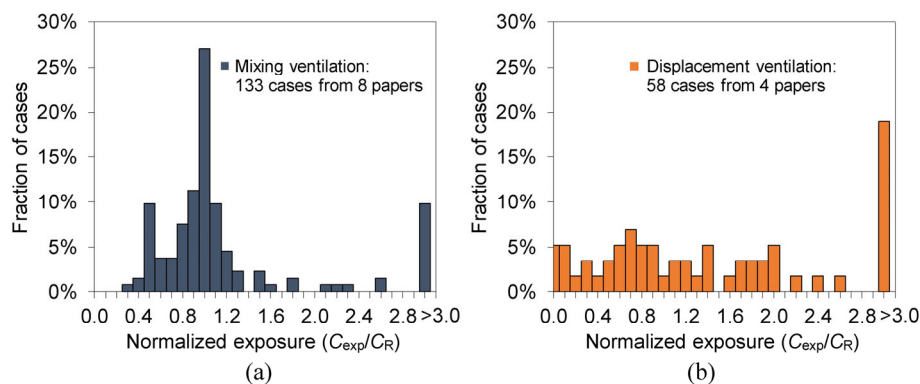 30%
25%
20%
15%
10%
5%
0%
Fraction of cases
Mixing ventilation:
133 cases from 8 papers
0.0 0.4 0.8 1.2 1.6 2.0 2.4 2.8 >3.0
Normalized exposure (Cexp/CR)
(a)
30%
25%
20%
15%
10%
5%
0%
Fraction of cases
Displacement ventilation:
58 cases from 4 papers
0.0 0.4 0.8 1.2 1.6 2.0 2.4 2.8 >3.0
Normalized exposure (Cexp/CR)
(b)